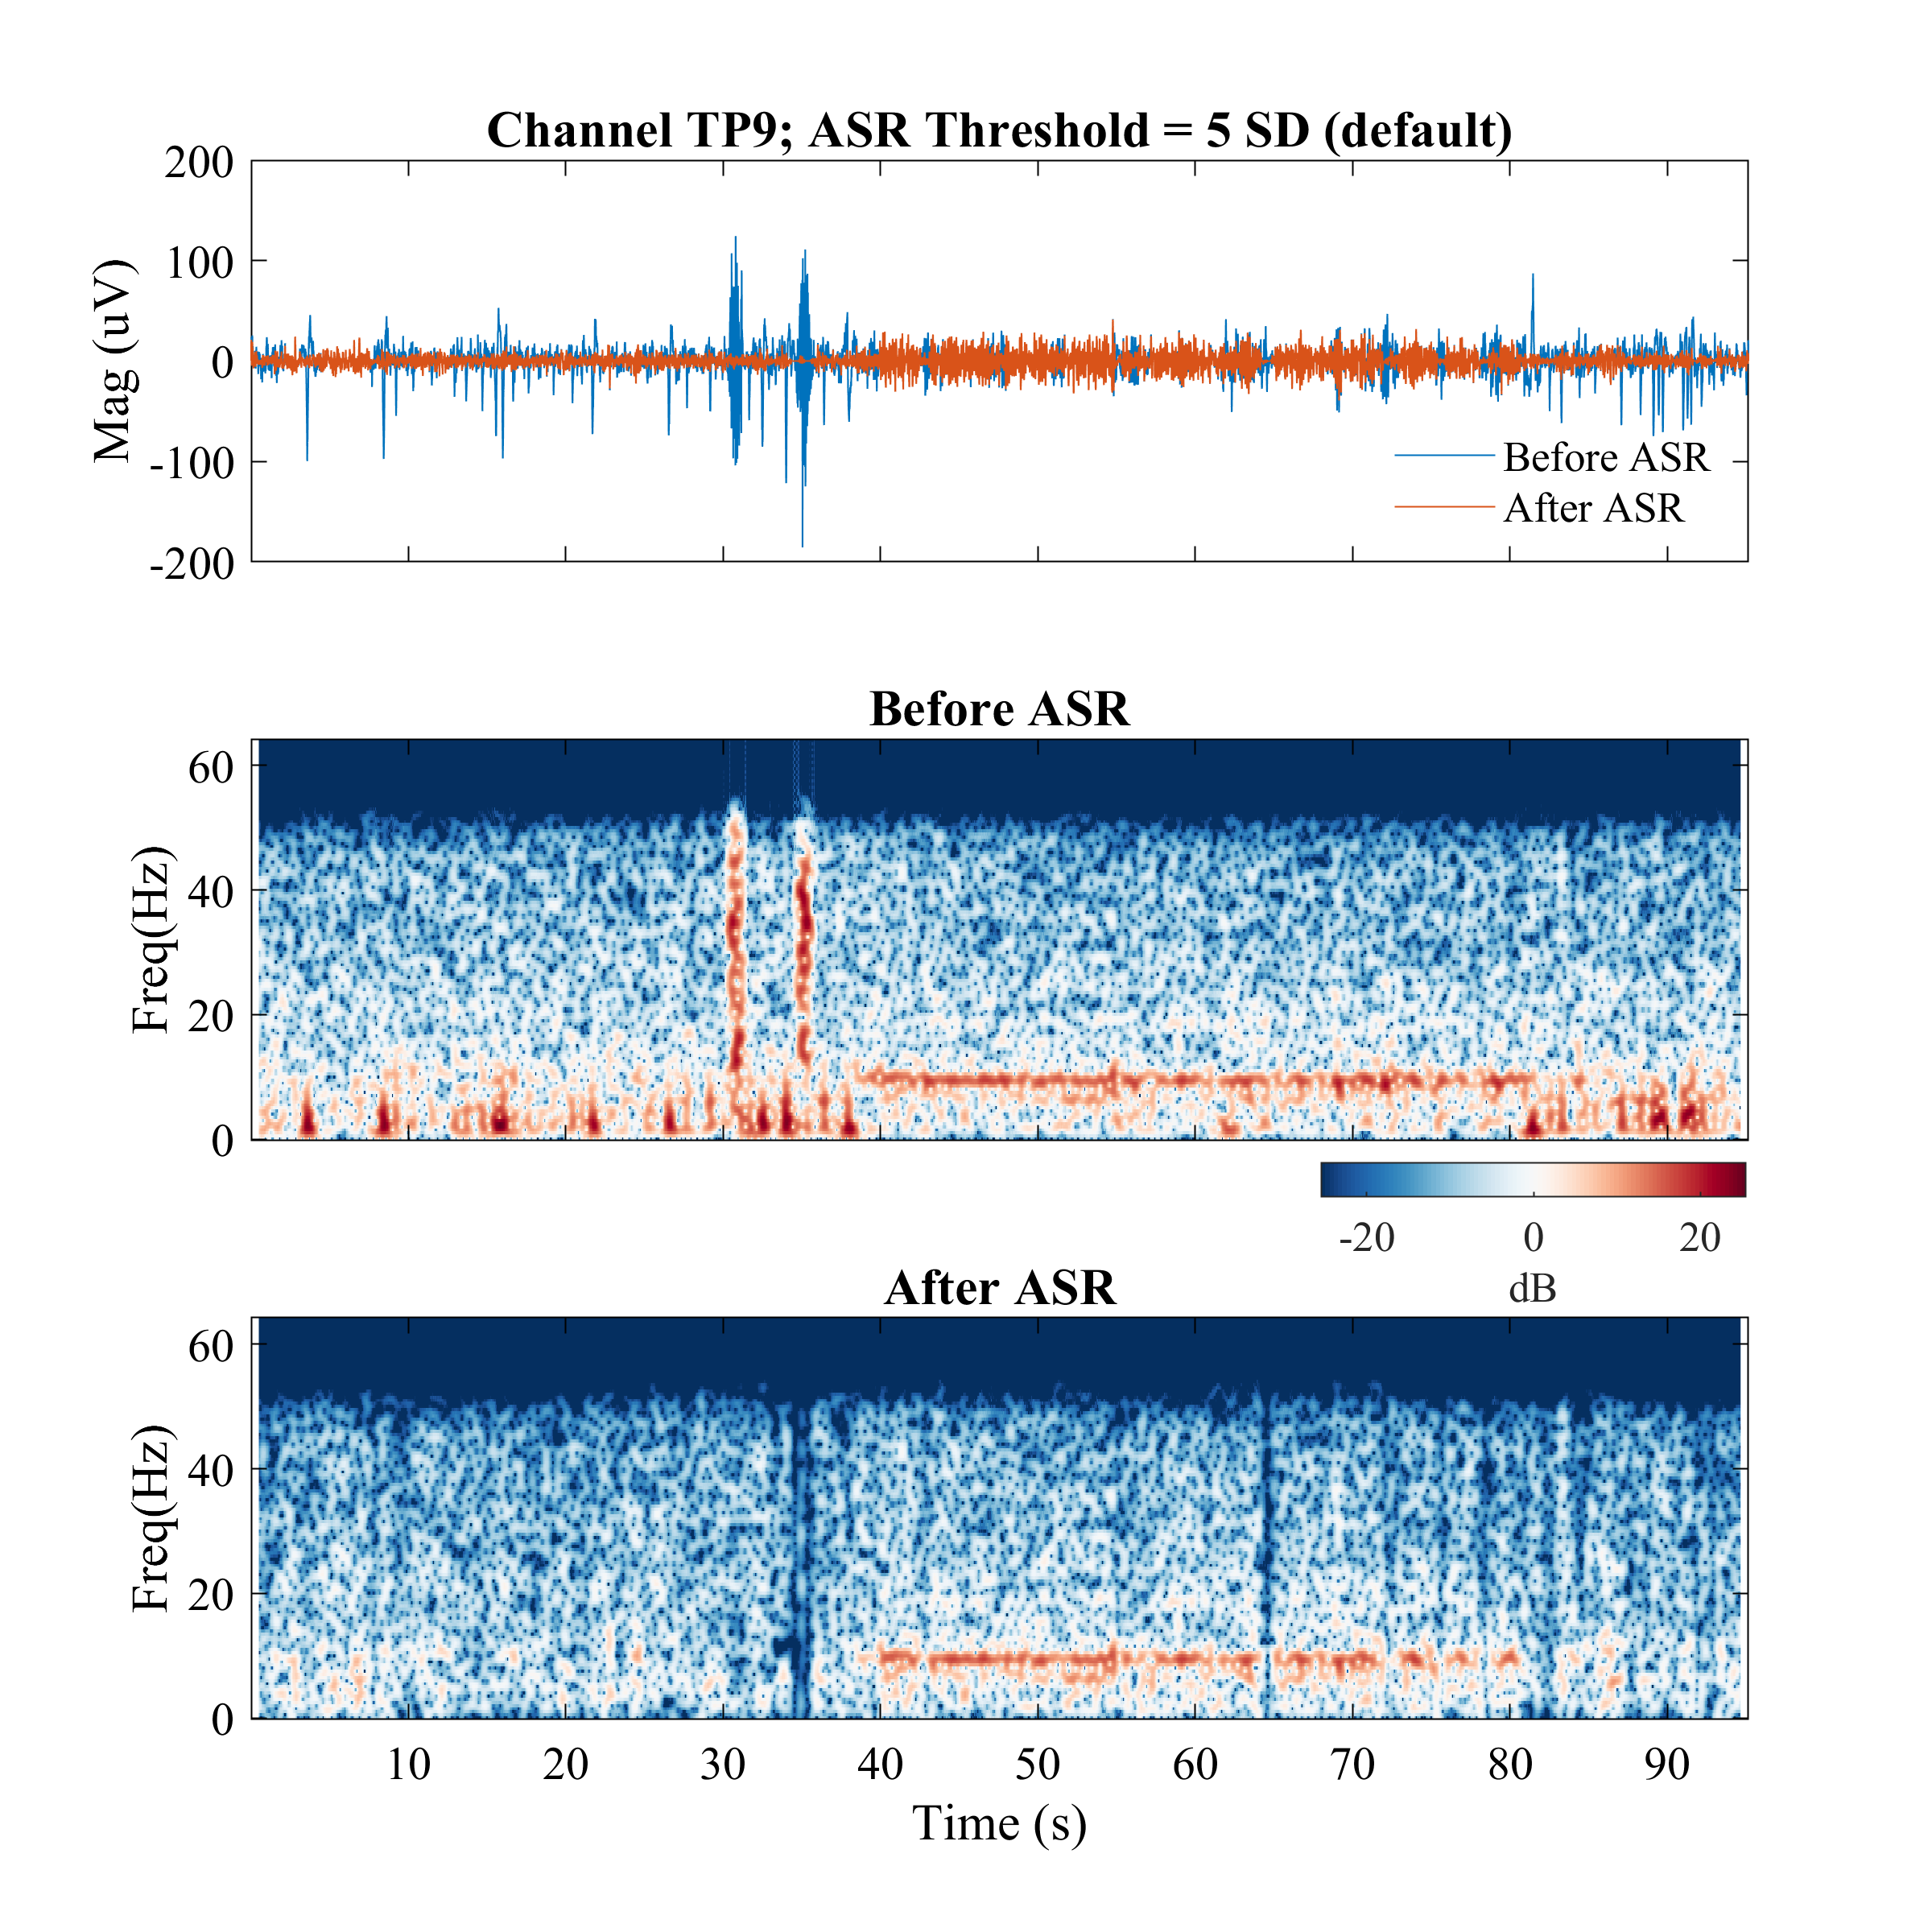 Channel TP9; ASR Threshold = 5 SD (default)
200
100
0
-100
-200
Mag (uV)
Before ASR
After ASR
Before ASR
60
40
20
0
Freq(Hz)
-20 0 20
dB
After ASR
60
40
20
0
Freq(Hz)
10 20 30 40 50 60 70 80 90
Time (s)